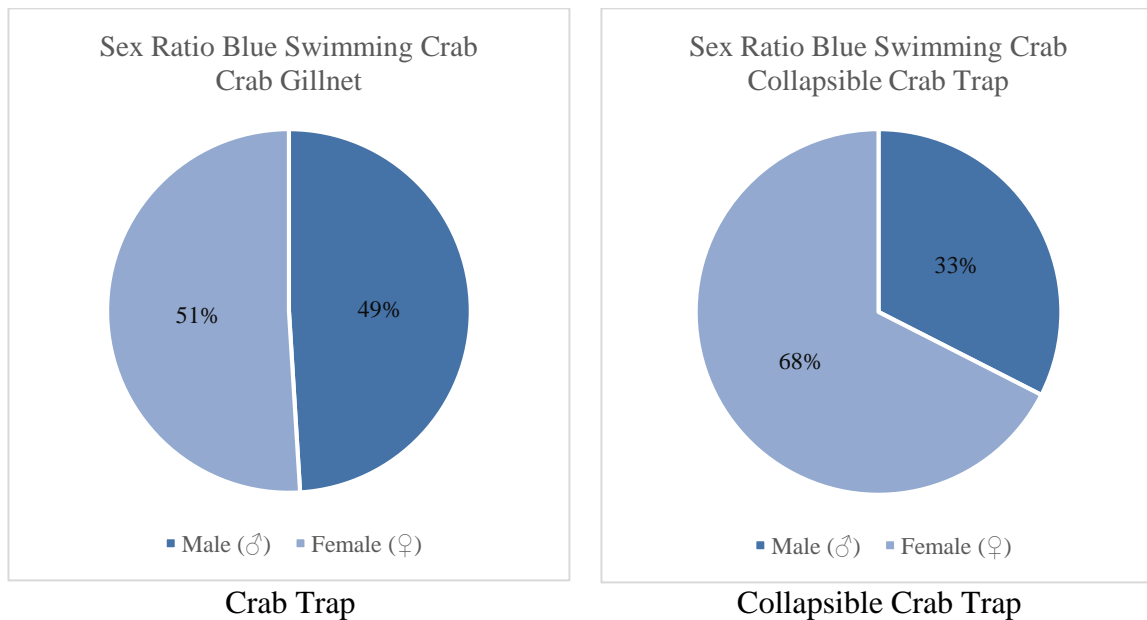 Sex Ratio Blue Swimming Crab
Crab Gillnet
51%
49%
Male (♂) Female (♀)
Crab Trap
Sex Ratio Blue Swimming Crab
Collapsible Crab Trap
33%
68%
Male (♂) Female (♀)
Collapsible Crab Trap